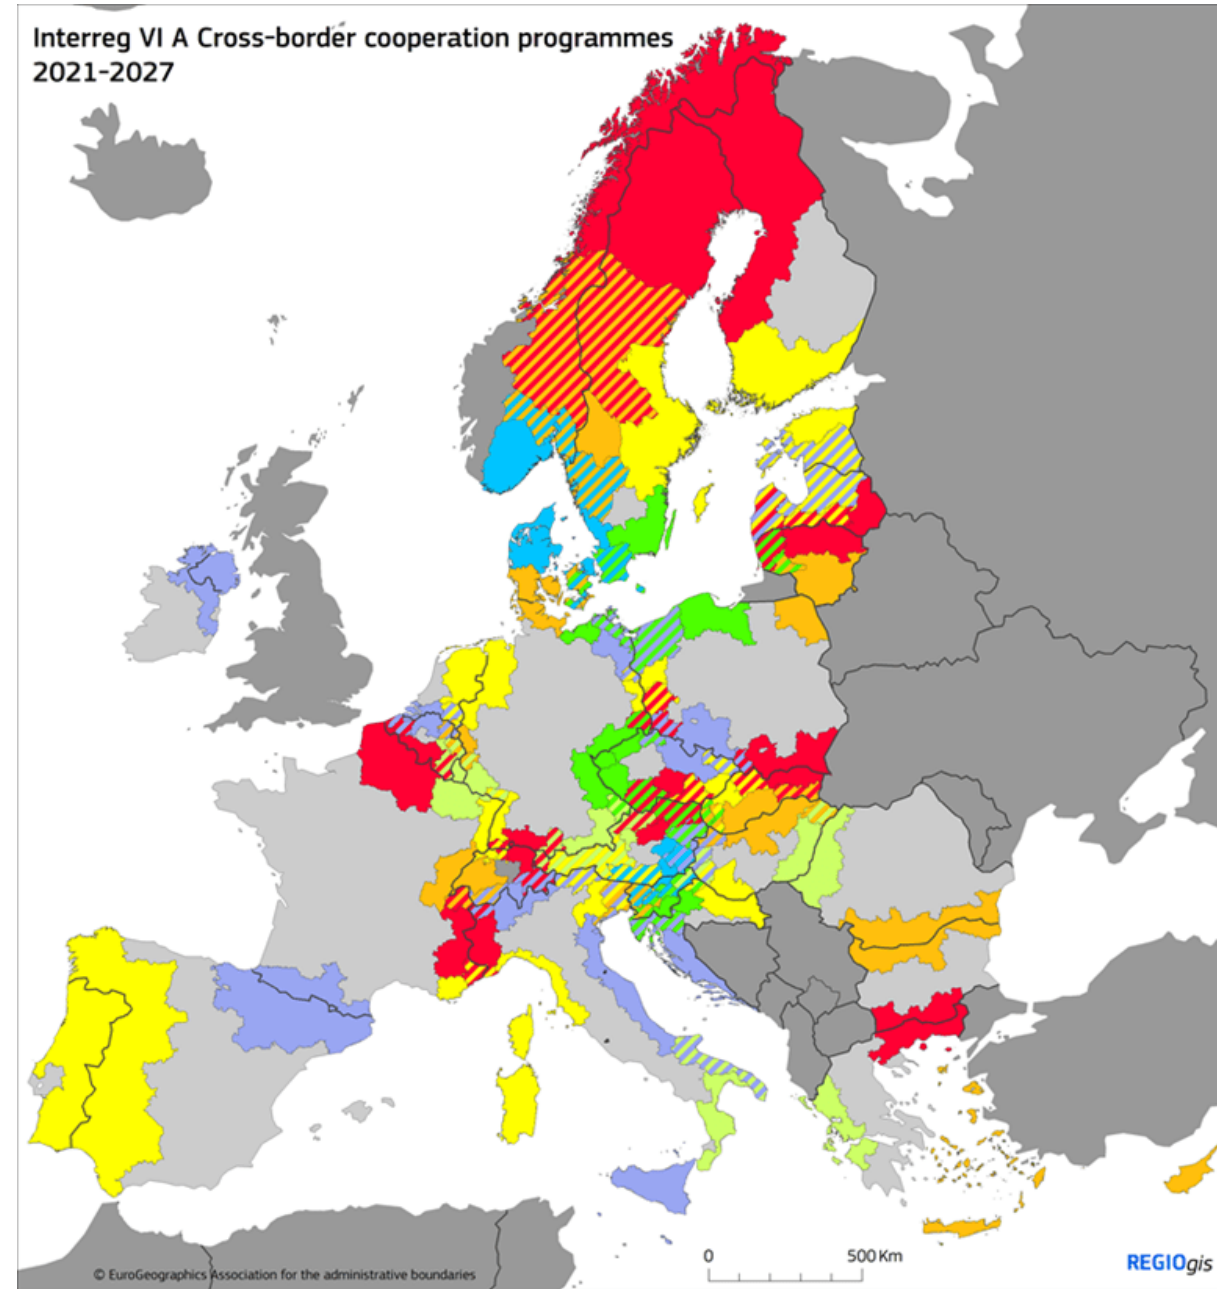 Interreg VI A Cross-border cooperation programmes
2021-2027
0 500 Km
REGIOgis
© EuroGeographics Association for the administrative boundaries